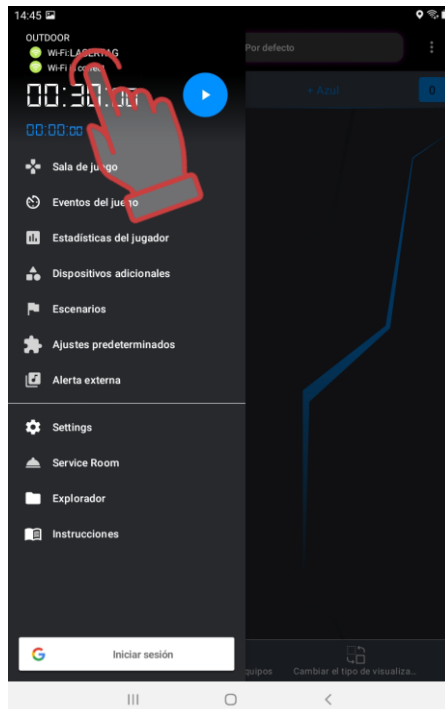 14:45
OUTDOOR
Wi-Fi:LASERTAG
Wi-Fi is correct
Por defecto
00:30:00
Azul
0
00:00:00
Sala de juego
Eventos del juego
Estadísticas del jugador
Dispositivos adicionales
Escenarios
Ajustes predeterminados
Alerta externa
Settings
Service Room
Explorador
Instrucciones
G Iniciar sesión
quipos Cambiar el tipo de visualiza...